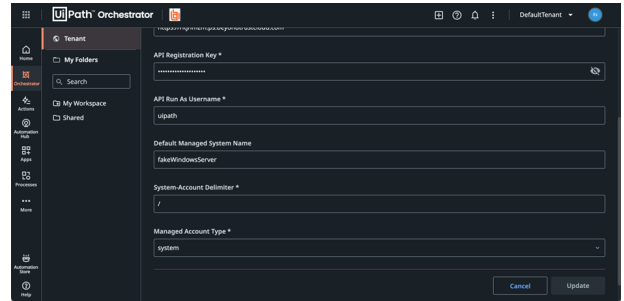 UiPath™ Orchestrator
DefaultTenant
Tenant
My Folders
Search
My Workspace
Shared
Home
Orchestrator
Actions
Automation
Hub
Apps
Processes
More
Automation
Store
Help
API Registration Key *
••••••••••••••••••••
API Run As Username *
uipath
Default Managed System Name
fakeWindowsServer
System-Account Delimiter *
/
Managed Account Type *
system
Cancel
Update